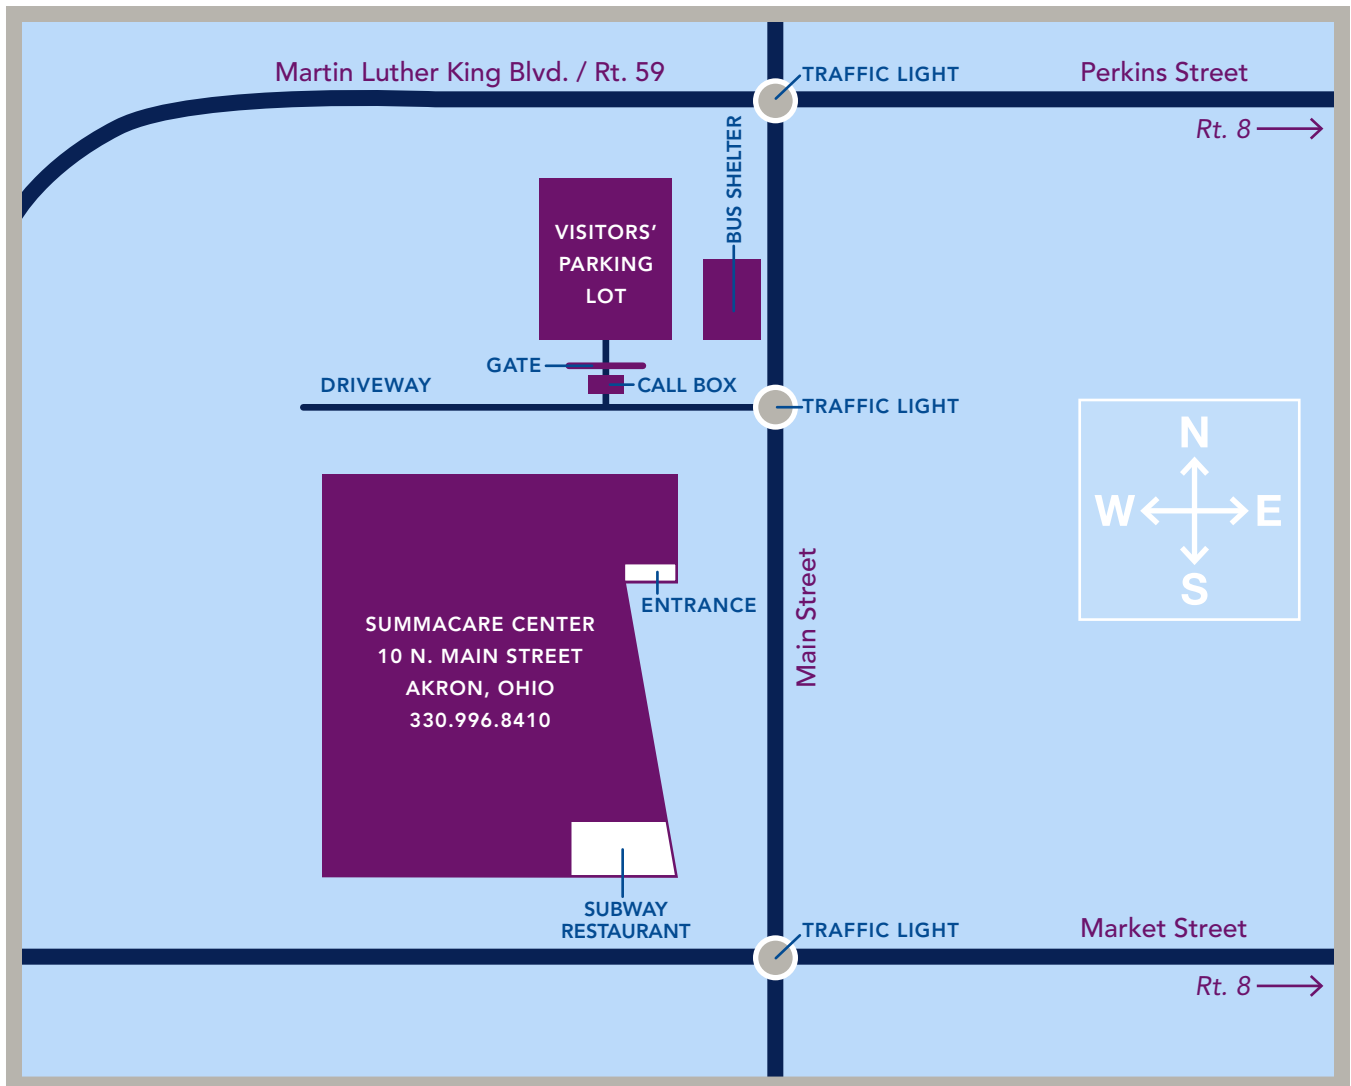 Martin Luther King Blvd. / Rt. 59
TRAFFIC LIGHT
Perkins Street
Rt. 8
BUS SHELTER
VISITORS’
PARKING
LOT
GATE
DRIVEWAY
CALL BOX
TRAFFIC LIGHT
N
W
E
S
Main Street
ENTRANCE
SUMMACARE CENTER
10 N. MAIN STREET
AKRON, OHIO
330.996.8410
SUBWAY
RESTAURANT
TRAFFIC LIGHT
Market Street
Rt. 8